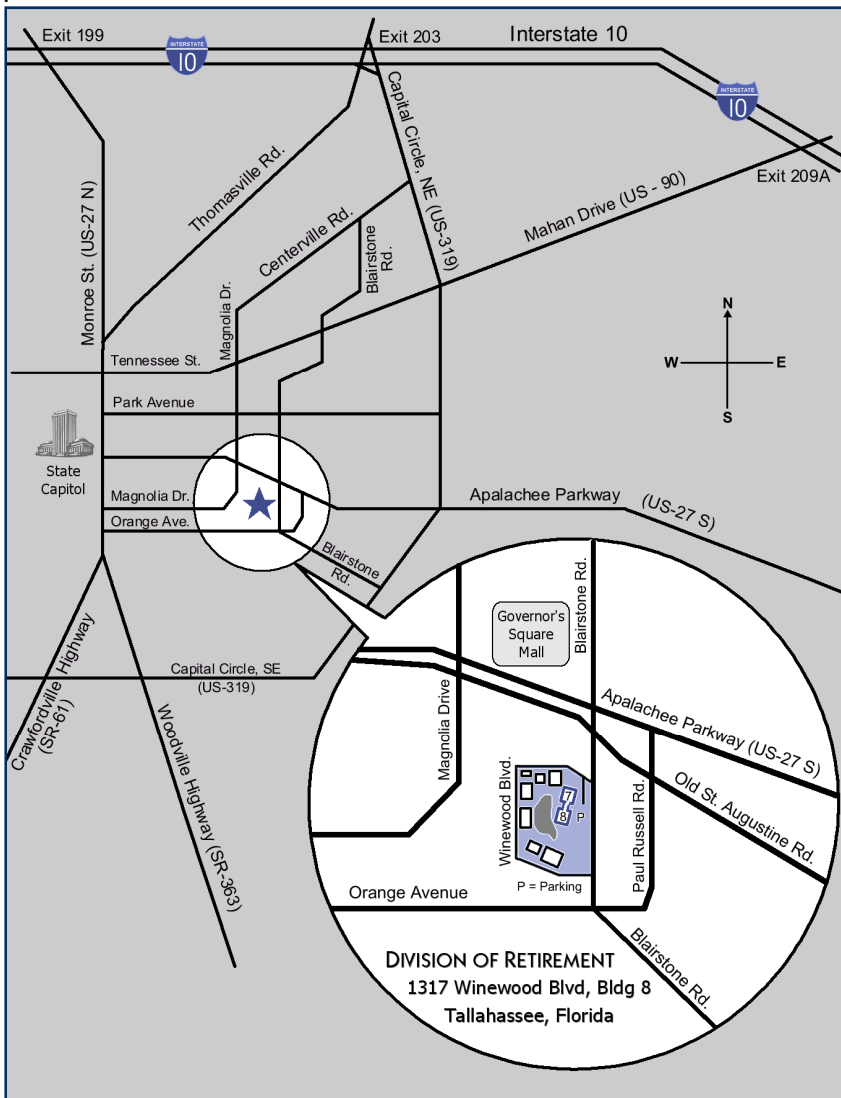 Exit 199
INTERSTATE
10
Exit 203
Interstate 10
INTERSTATE
10
Exit 209A
Capital Circle, NE (US-319)
Thomasville Rd.
Mahan Drive (US - 90)
Centerville Rd.
Blairstone
Rd.
Monroe St. (US-27 N)
Magnolia Dr.
N
W
E
S
Tennessee St.
Park Avenue
State
Capitol
Magnolia Dr.
Orange Ave.
Apalachee Parkway
(US-27 S)
Blairstone
Rd.
Capital Circle, SE
(US-319)
Crawfordville Highway
(SR-61)
Woodville Highway (SR-363)
Governor's
Square
Mall
Blairstone Rd.
Magnolia Drive
Apalachee Parkway (US-27 S)
Old St. Augustine Rd.
Winewood Blvd.
7
8
P
Paul Russell Rd.
P = Parking
Orange Avenue
Blairstone Rd.
DIVISION OF RETIREMENT
1317 Winewood Blvd, Bldg 8
Tallahassee, Florida